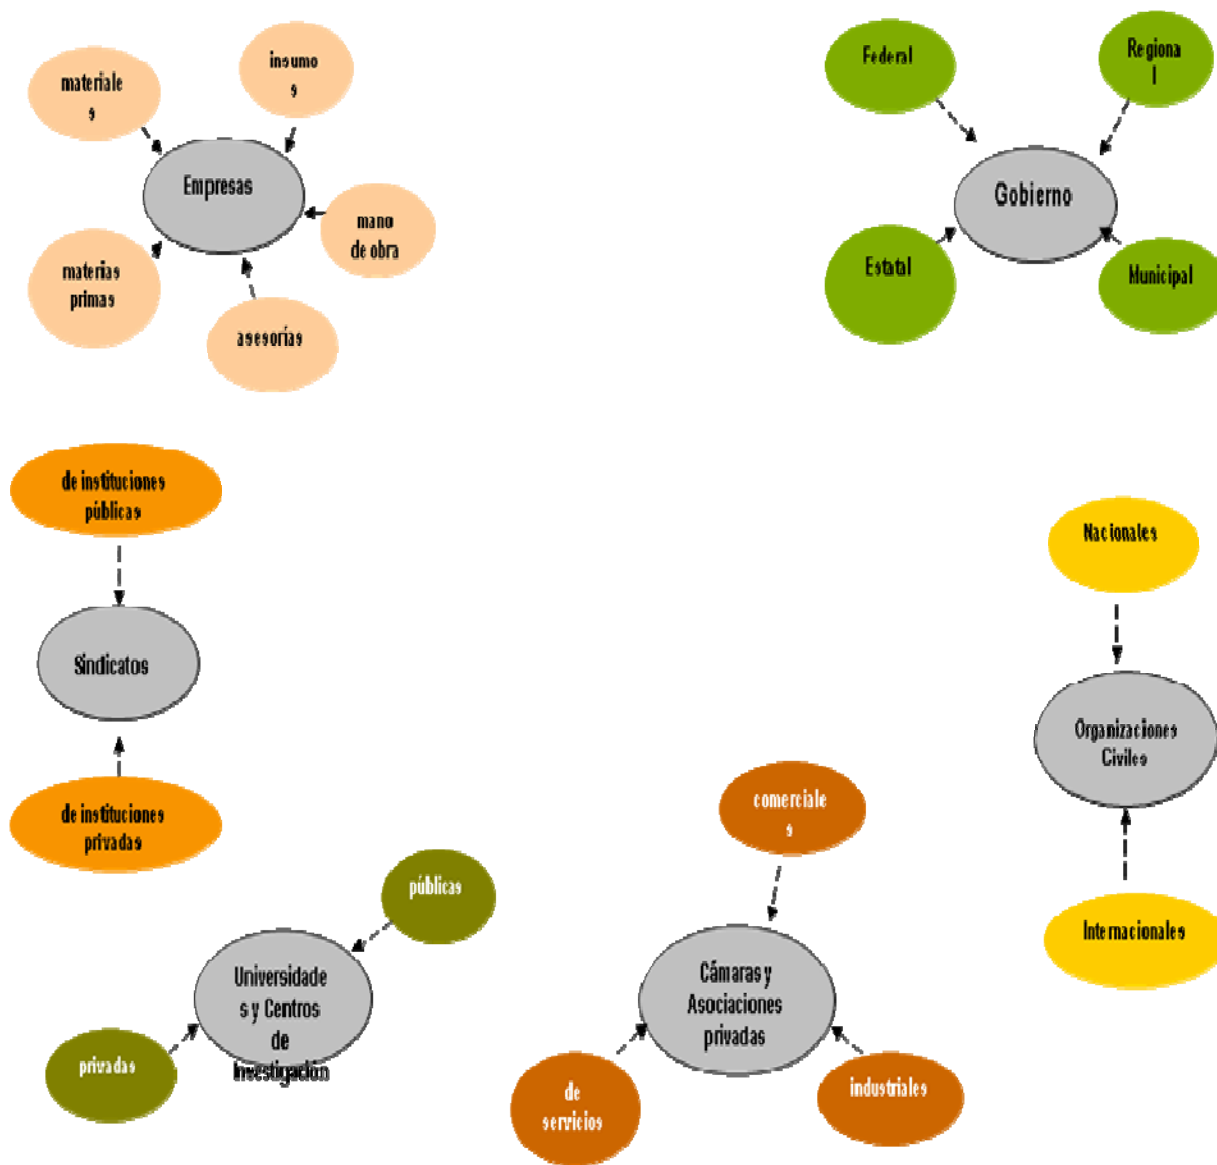 materiale
s
insumo
s
Empresas
mano
de obra
materias
primas
asesorías
Federal
Regiona
l
Gobierno
Estatal
Municipal
de instituciones
públicas
Sindicatos
de instituciones
privadas
Nacionales
Organizaciones
Civiles
Internacionales
públicas
Universidade
s y Centros
de
Investigación
privadas
comerciale
s
Cámaras y
Asociaciones
privadas
de
servicios
industriales